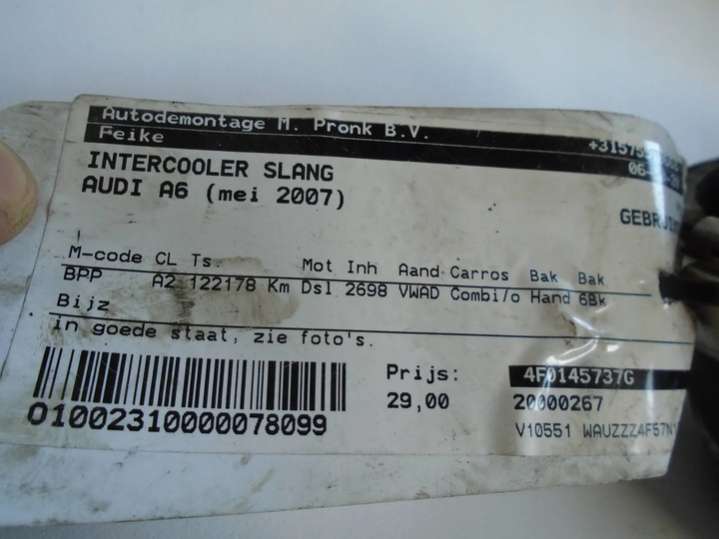 Autodemontage M. Pronk B.V.
Feike
INTERCOOLER SLANG
AUDI A6 (mei 2007)
M-code CL Ts. Mot Inh Aand Carros Bak Bak
BPP A2 122178 Km Dsl 2698 VWAD Combi/o Hand 6Bk
Bijz
in goede staat, zie foto's.
Prijs: 4F0145737G
29,00 20000267
01002310000078099 V10551